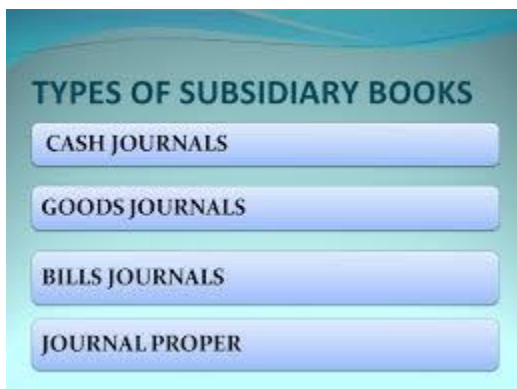 TYPES OF SUBSIDIARY BOOKS
CASH JOURNALS
GOODS JOURNALS
BILLS JOURNALS
JOURNAL PROPER